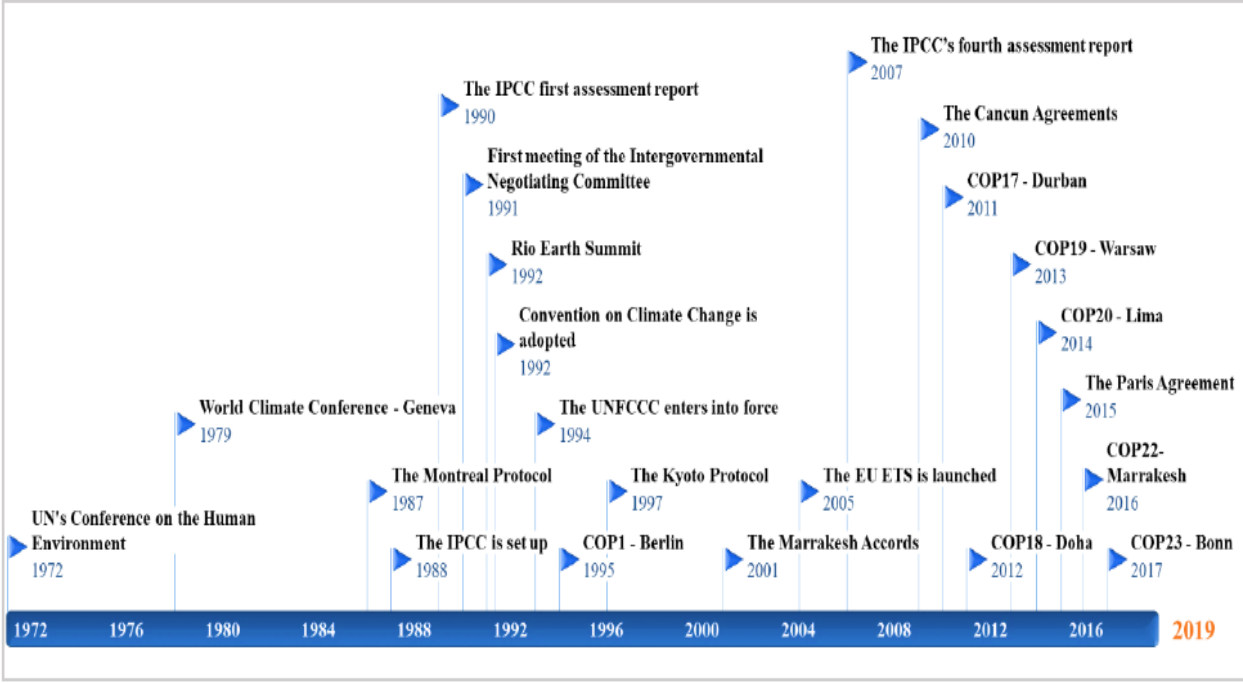 The IPCC's fourth assessment report
2007
The IPCC first assessment report
1990
The Cancun Agreements
2010
First meeting of the Intergovernmental
Negotiating Committee
1991
COP17 - Durban
2011
Rio Earth Summit
1992
COP19 - Warsaw
2013
Convention on Climate Change is
adopted
1992
COP20 - Lima
2014
The Paris Agreement
2015
World Climate Conference - Geneva
1979
The UNFCCC enters into force
1994
COP22-
Marrakesh
2016
The Montreal Protocol
1987
The Kyoto Protocol
1997
The EU ETS is launched
2005
UN's Conference on the Human
Environment
1972
The IPCC is set up
1988
COP1 - Berlin
1995
The Marrakesh Accords
2001
COP18 - Doha
2012
COP23 - Bonn
2017
1972 1976 1980 1984 1988 1992 1996 2000 2004 2008 2012 2016 2019